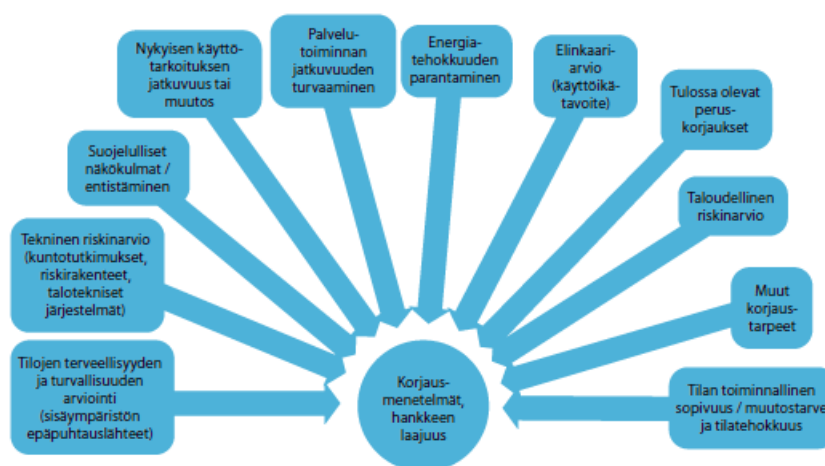 Nykyisen käyttö-
tarkoituksen
jatkuvuus tai
muutos
Palvelu-
toiminnan
jatkuvuuden
turvaaminen
Energia-
tehokkuuden
parantaminen
Elinkaari-
arvio
(käyttöikä-
tavoite)
Tulossa olevat
perus-
korjaukset
Suojelulliset
näkökulmat /
entistäminen
Taloudellinen
riskinarvio
Tekninen riskinarvio
(kuntotutkimukset,
riskirakenteet,
talotekniset
järjestelmät)
Muut
korjaus-
tarpeet
Tilojen terveellisyyden
ja turvallisuuden
arviointi
(sisäympäristön
epäpuhtauslähteet)
Korjaus-
menetelmät,
hankkeen
laajuus
Tilan toiminnallinen
sopivuus / muutostarve
ja tilatehokkuus